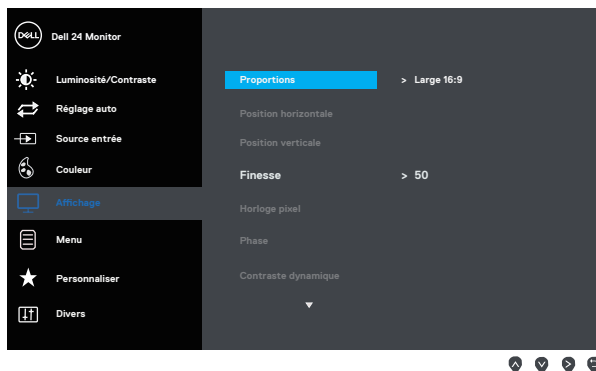 DELL Dell 24 Monitor
Luminosité/Contraste
Réglage auto
Source entrée
Couleur
Affichage
Menu
Personnaliser
Divers
Proportions > Large 16:9
Position horizontale
Position verticale
Finesse > 50
Horloge pixel
Phase
Contraste dynamique